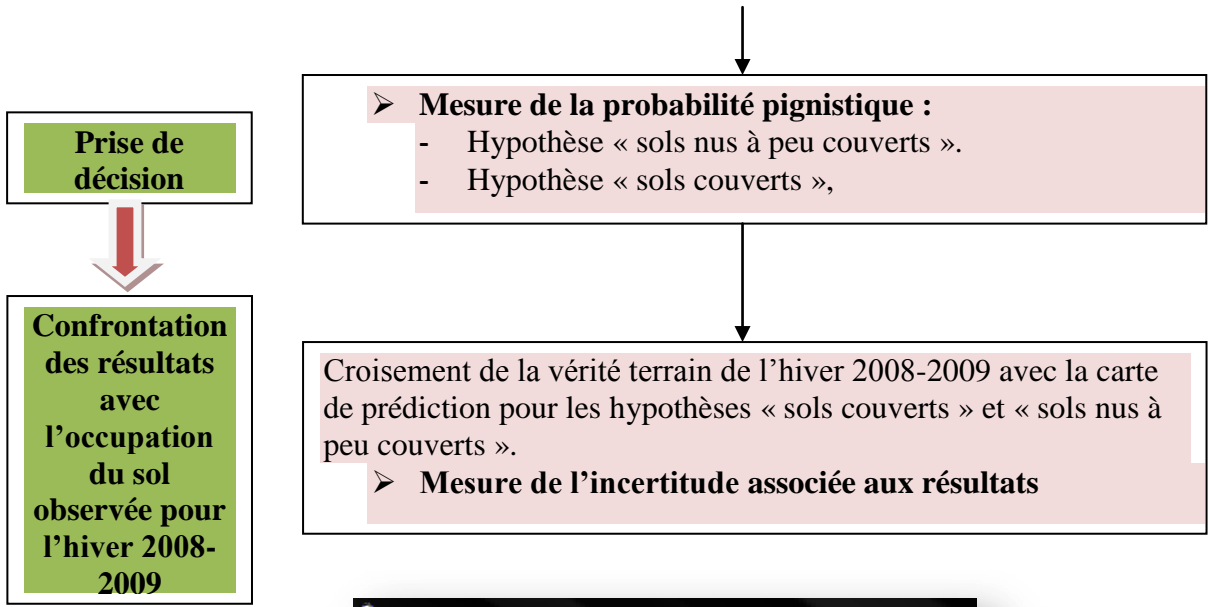 Prise de
décision
➢ Mesure de la probabilité pignistique :
- Hypothèse « sols nus à peu couverts ».
- Hypothèse « sols couverts »,
Confrontation
des résultats
avec
l’occupation
du sol
observée pour
l’hiver 2008-
2009
Croisement de la vérité terrain de l’hiver 2008-2009 avec la carte
de prédiction pour les hypothèses « sols couverts » et « sols nus à
peu couverts ».
➢ Mesure de l’incertitude associée aux résultats